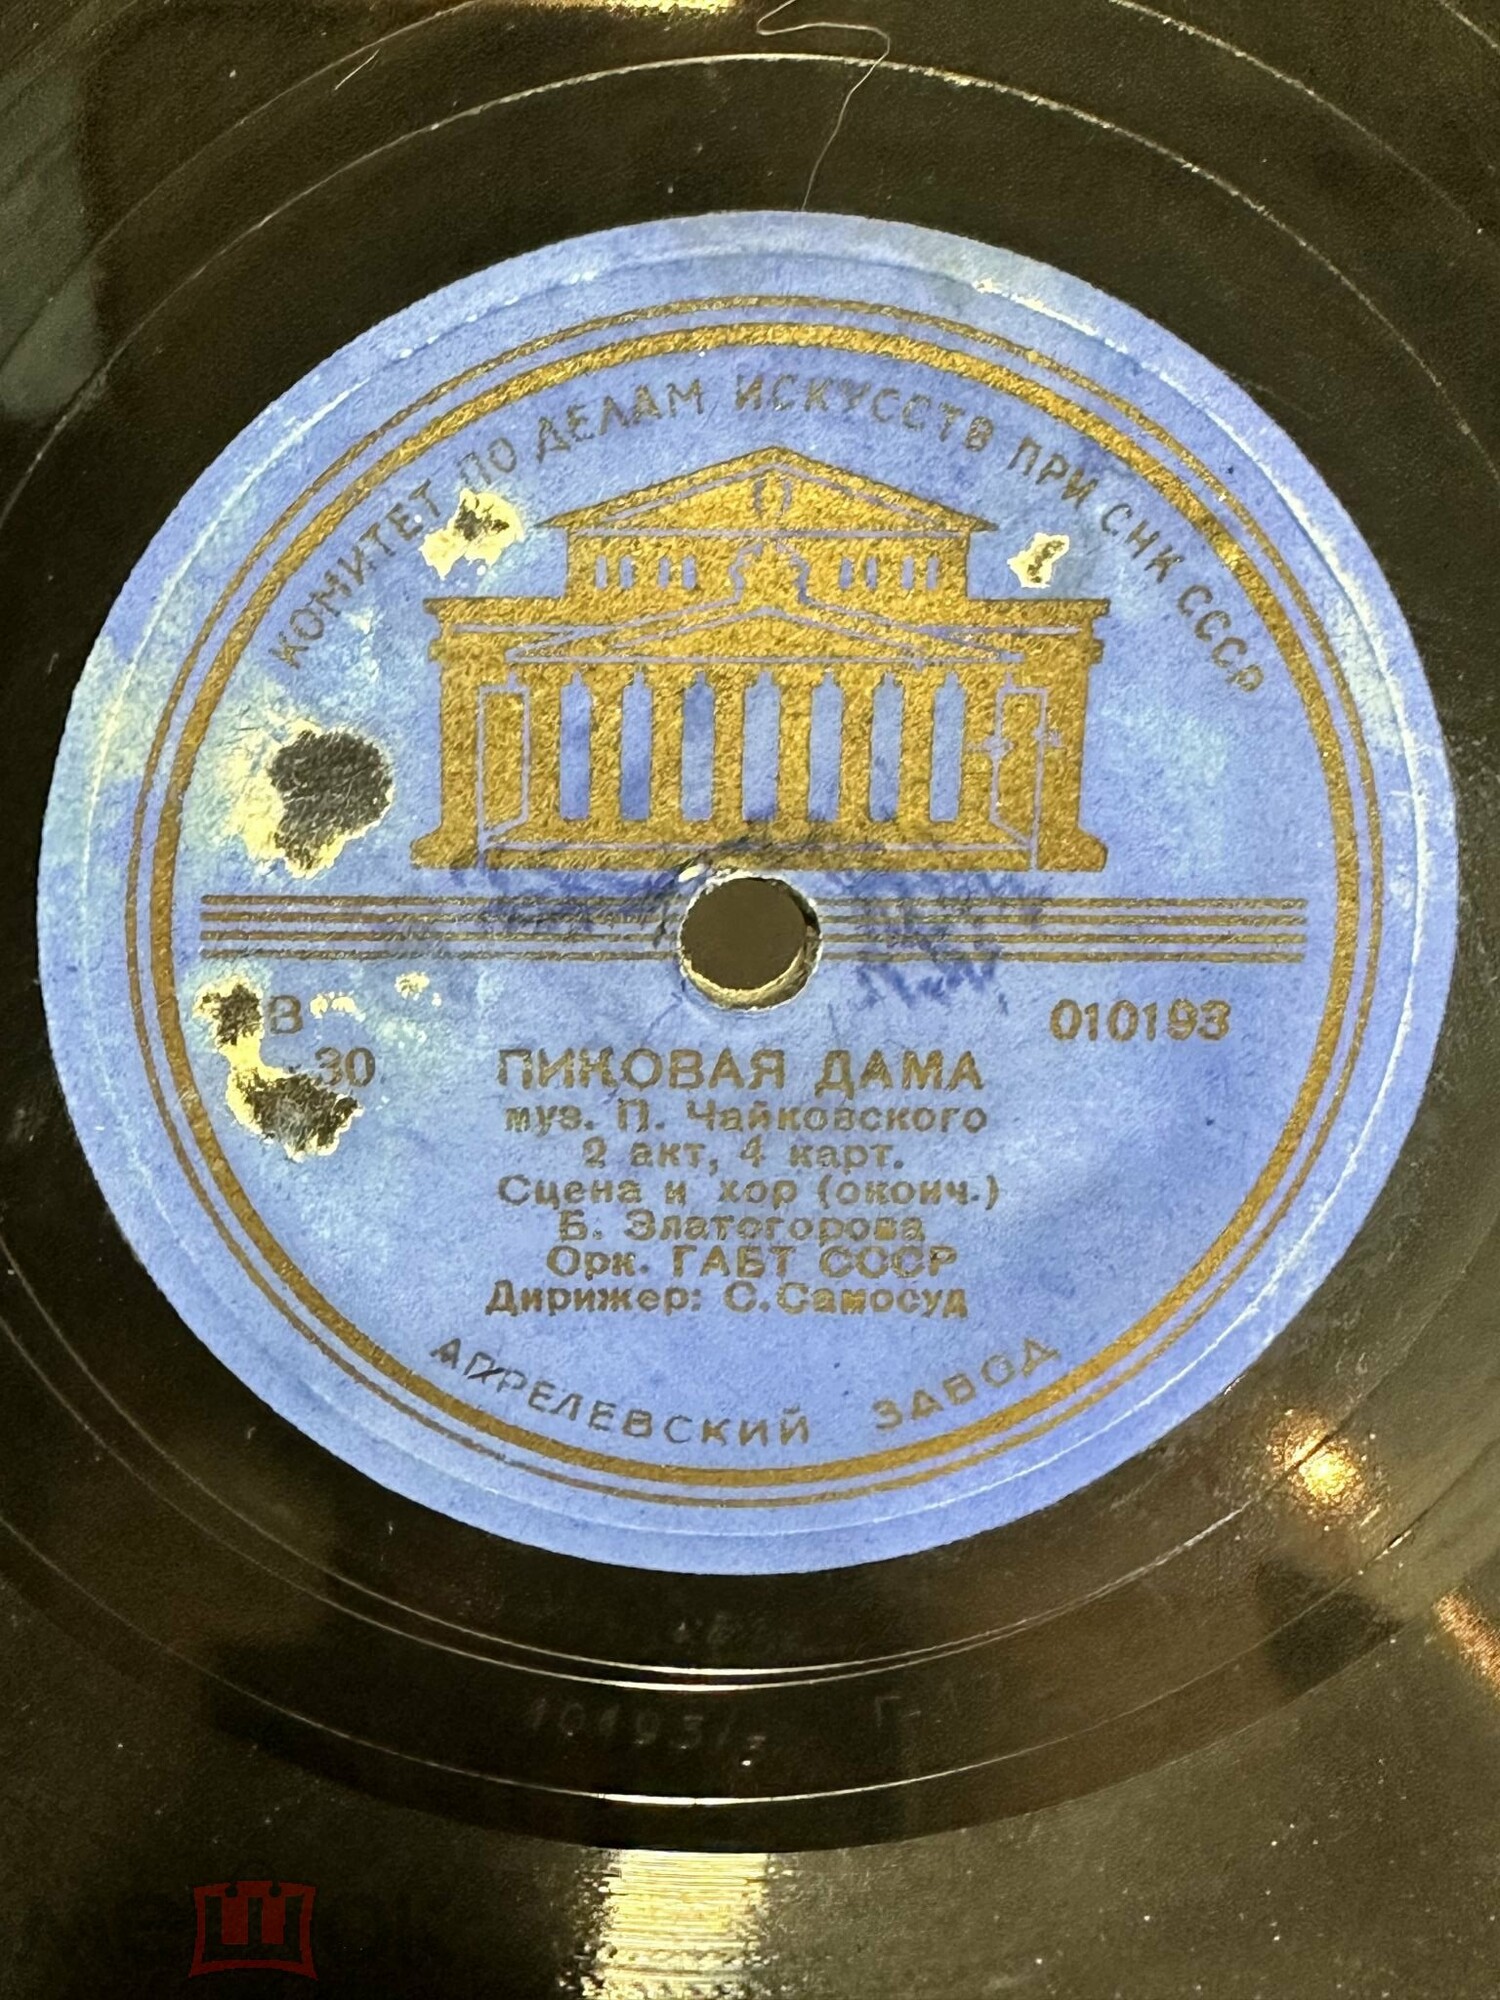 КОМИТЕТ ПО ДЕЛАМ ИСКУССТВ ПРИ СНК СССР
В
30
010193
ПИКОВАЯ ДАМА
муз. П. Чайковского
2 акт, 4 карт.
Сцена и хор (оконч.)
Б. Златогорова
Орк. ГАБТ СССР
Дирижер: С. Самосуд
АПРЕЛЕВСКИЙ ЗАВОД